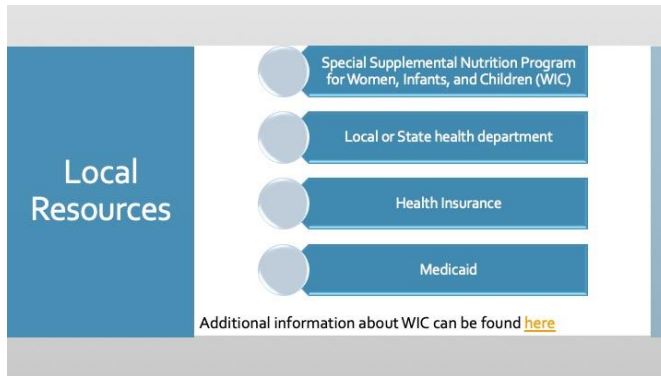 Local
Resources
Special Supplemental Nutrition Program
for Women, Infants, and Children (WIC)
Local or State health department
Health Insurance
Medicaid
Additional information about WIC can be found here